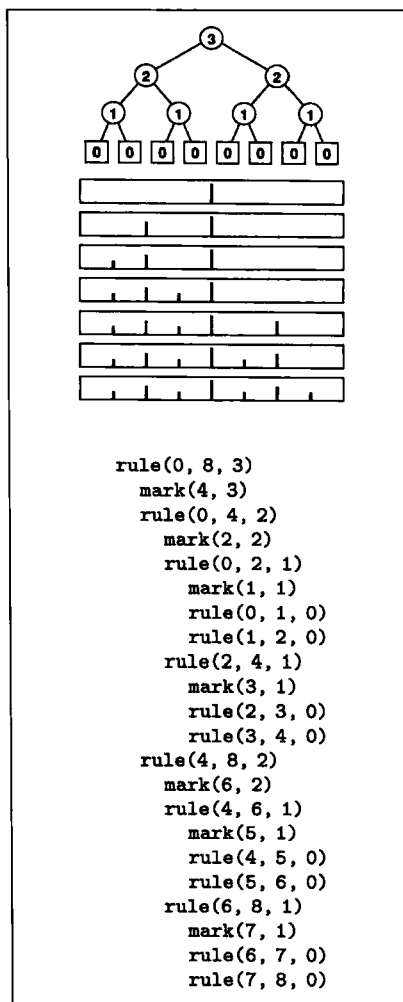 3
2 2
1 1 1 1
0 0 0 0 0 0 0 0
rule(0, 8, 3)
mark(4, 3)
rule(0, 4, 2)
mark(2, 2)
rule(0, 2, 1)
mark(1, 1)
rule(0, 1, 0)
rule(1, 2, 0)
rule(2, 4, 1)
mark(3, 1)
rule(2, 3, 0)
rule(3, 4, 0)
rule(4, 8, 2)
mark(6, 2)
rule(4, 6, 1)
mark(5, 1)
rule(4, 5, 0)
rule(5, 6, 0)
rule(6, 8, 1)
mark(7, 1)
rule(6, 7, 0)
rule(7, 8, 0)